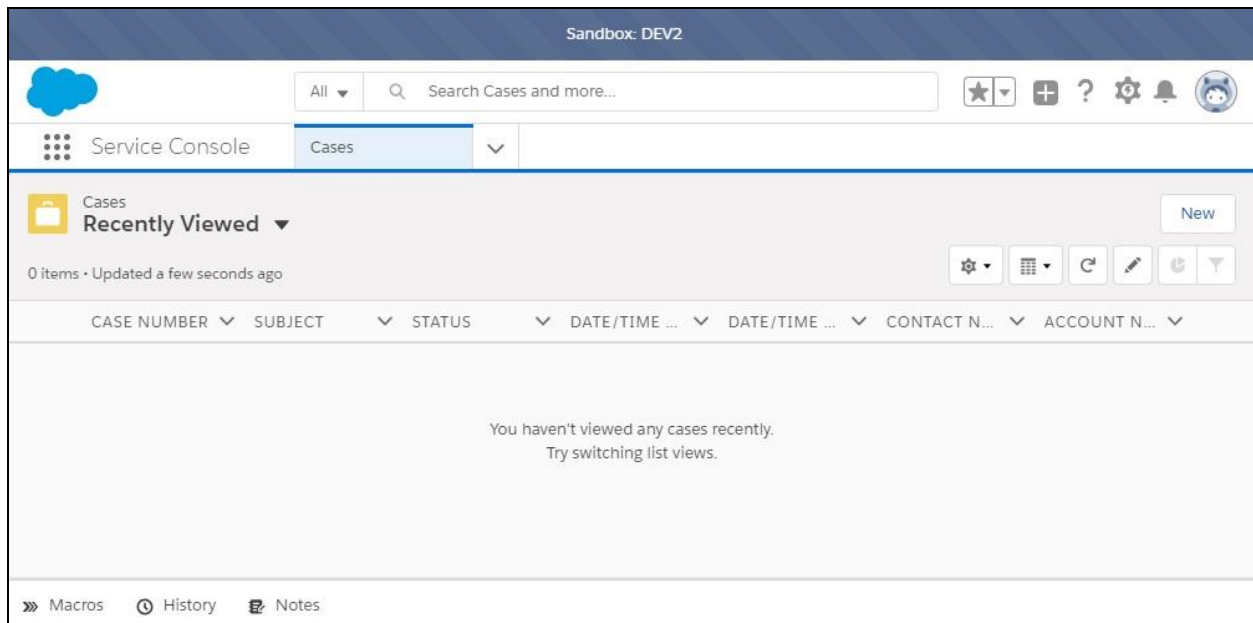 Sandbox: DEV2
All
Search Cases and more...
Service Console
Cases
Cases
Recently Viewed
New
0 items • Updated a few seconds ago
CASE NUMBER SUBJECT STATUS DATE/TIME ... DATE/TIME ... CONTACT N... ACCOUNT N...
You haven't viewed any cases recently.
Try switching list views.
Macros History Notes